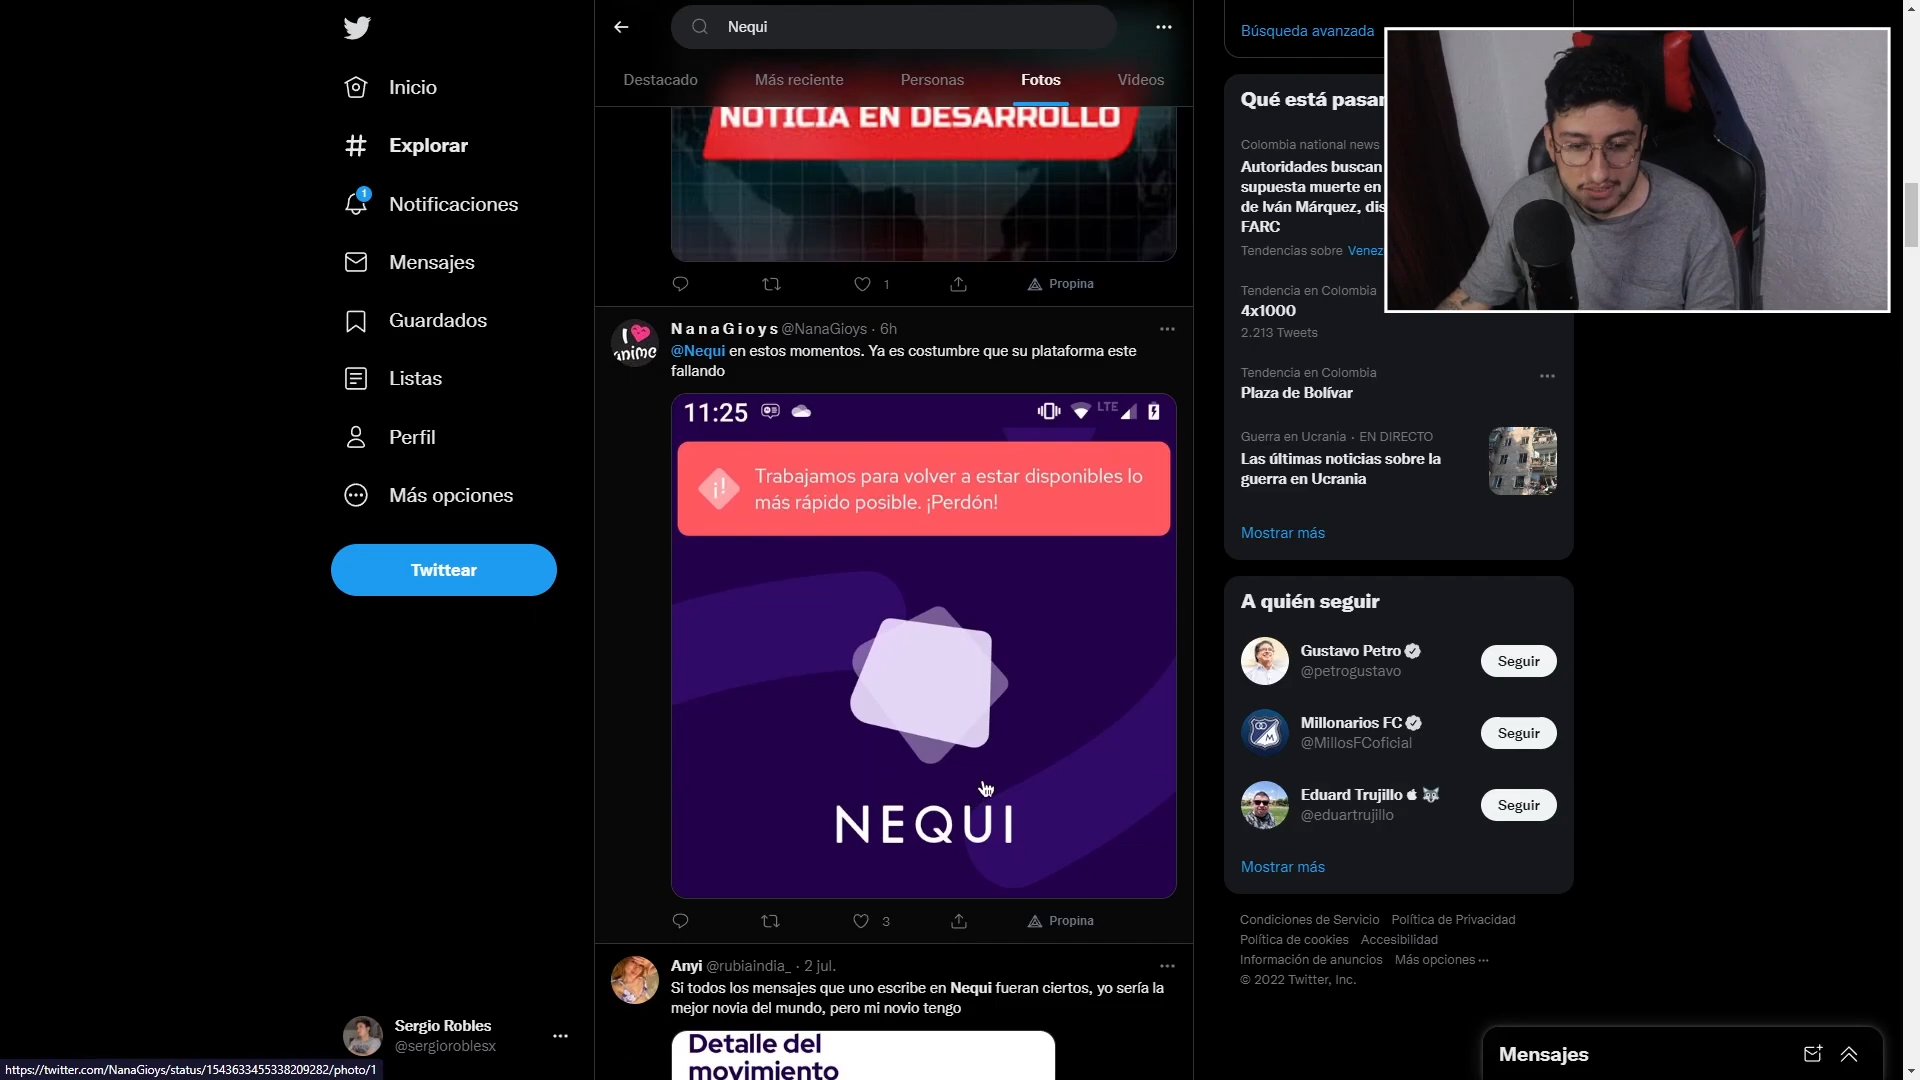 Inicio
Explorar
1
Notificaciones
Mensajes
Guardados
Listas
Perfil
Más opciones
Twittear
Sergio Robles
@sergioroblesx
https://twitter.com/NanaGioys/status/1543633455338209282/photo/1
Nequi
Destacado
Más reciente
Personas
Fotos
Videos
NOTICIA EN DESARROLLO
1
Propina
NanaGioys @NanaGioys · 6h
@Nequi en estos momentos. Ya es costumbre que su plataforma este
fallando
11:25
LTE
Trabajamos para volver a estar disponibles lo
más rápido posible. ¡Perdón!
NEQUI
3
Propina
Anyi @rubiaindia_ · 2 jul.
Si todos los mensajes que uno escribe en Nequi fueran ciertos, yo sería la
mejor novia del mundo, pero mi novio tengo
Detalle del
movimiento
Búsqueda avanzada
Qué está pasar
Colombia national news
Autoridades buscan
supuesta muerte en
de Iván Márquez, dis
FARC
Tendencias sobre Venez
Tendencia en Colombia
4x1000
2.213 Tweets
Tendencia en Colombia
Plaza de Bolívar
Guerra en Ucrania · EN DIRECTO
Las últimas noticias sobre la
guerra en Ucrania
Mostrar más
A quién seguir
Gustavo Petro
@petrogustavo
Seguir
Millonarios FC
@MillosFCoficial
Seguir
Eduard Trujillo
@eduartrujillo
Seguir
Mostrar más
Condiciones de Servicio Política de Privacidad
Política de cookies Accesibilidad
Información de anuncios Más opciones ···
© 2022 Twitter, Inc.
Mensajes
I
anime